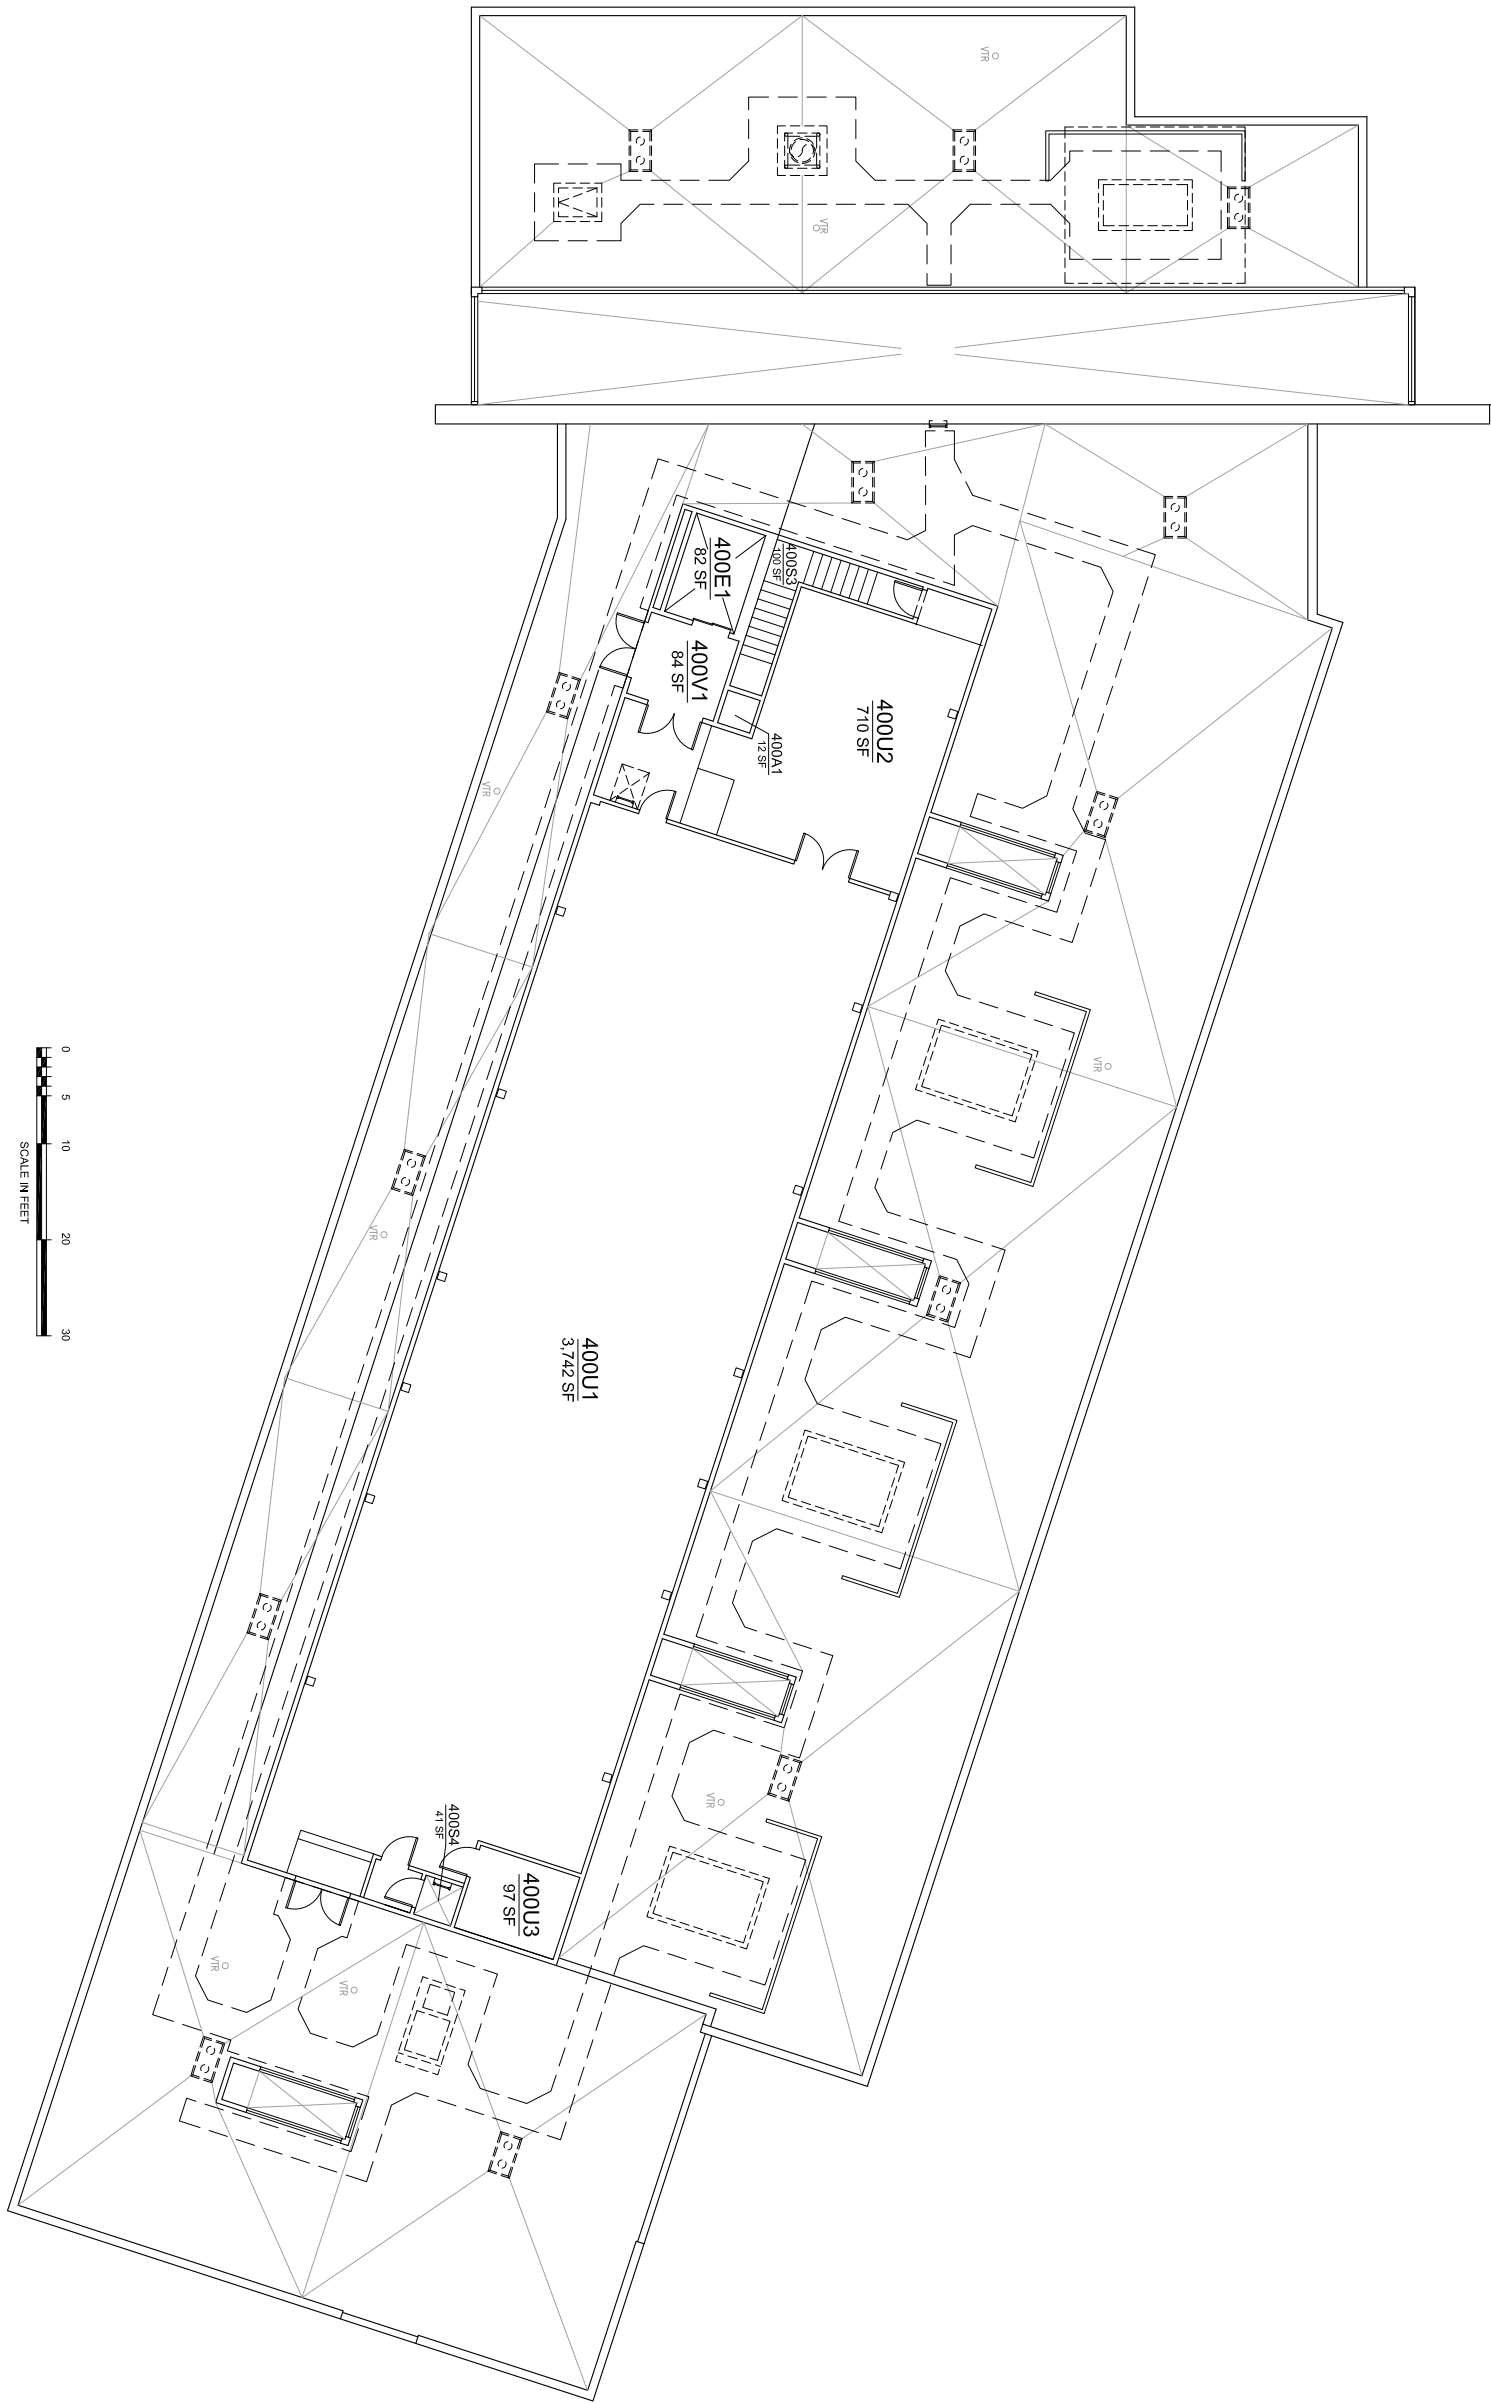 VTR
VTR
400S3
100 SF
400E1
82 SF
400V1
84 SF
400U2
710 SF
400A1
12 SF
VTR
VTR
VTR
400U1
3,742 SF
0
5
10
20
30
SCALE IN FEET
VTR
400S4
41 SF
400U3
97 SF
VTR
VTR